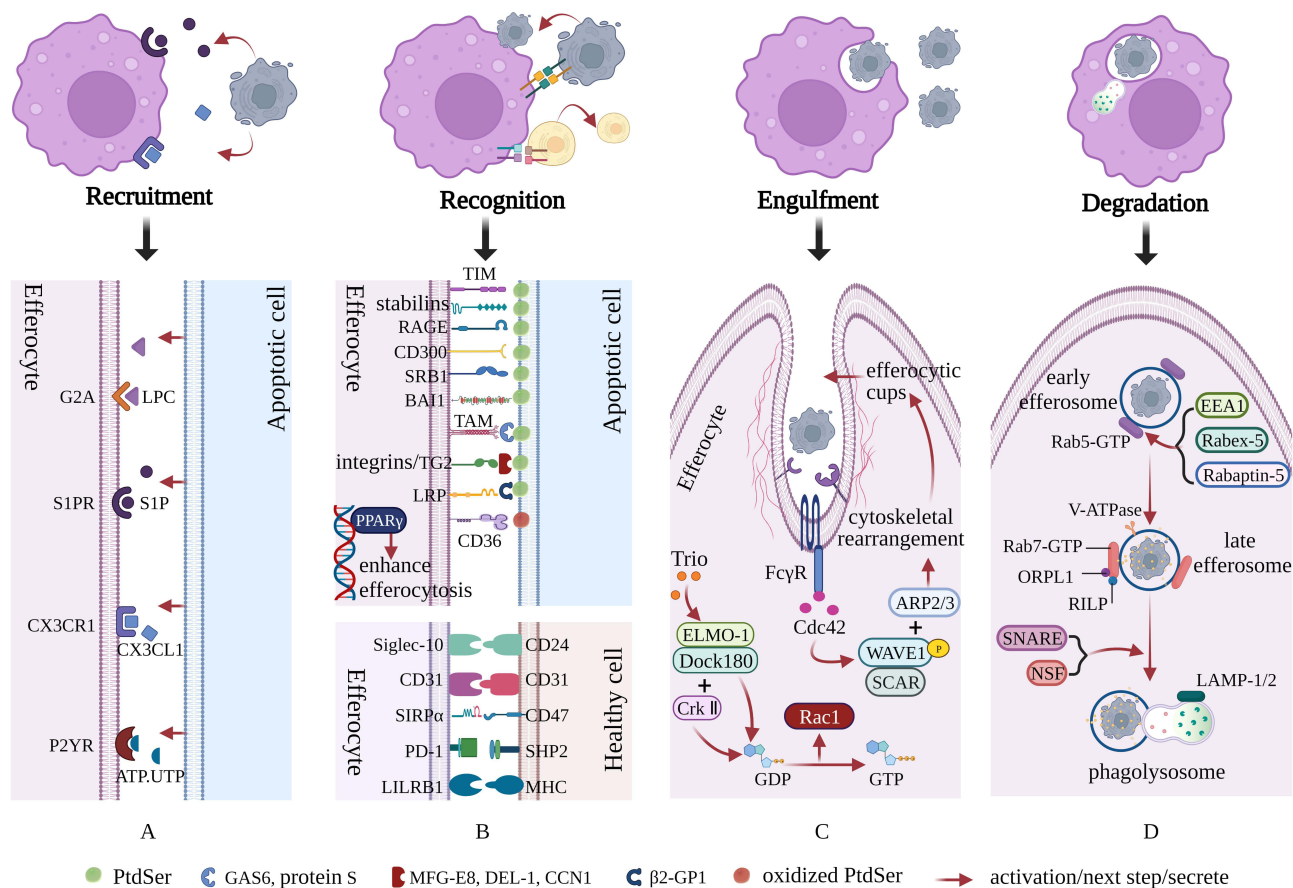 Recruitment
Recognition
Engulfment
Degradation
Efferocyte
Apoptotic cell
G2A
LPC
S1PR
S1P
CX3CR1
CX3CL1
P2YR
ATP.UTP
A
Efferocyte
Apoptotic cell
TIM
stabilins
RAGE
CD300
SRB1
BAI1
TAM
integrins/TG2
LRP
CD36
PPARγ
enhance
efferocytosis
Efferocyte
Healthy cell
Siglec-10
CD24
CD31
CD31
SIRPα
CD47
PD-1
SHP2
LILRB1
MHC
B
Efferocyte
efferocytic
cups
cytoskeletal
rearrangement
Trio
FcγR
Cdc42
ARP2/3
+
WAVE1
P
SCAR
ELMO-1
Dock180
+
Crk Ⅱ
Rac1
GDP
GTP
C
early
efferosome
Rab5-GTP
EEA1
Rabex-5
Rabaptin-5
V-ATPase
Rab7-GTP
ORPL1
RILP
late
efferosome
SNARE
NSF
LAMP-1/2
phagolysosome
D
PtdSer
GAS6, protein S
MFG-E8, DEL-1, CCN1
β2-GP1
oxidized PtdSer
activation/next step/secrete